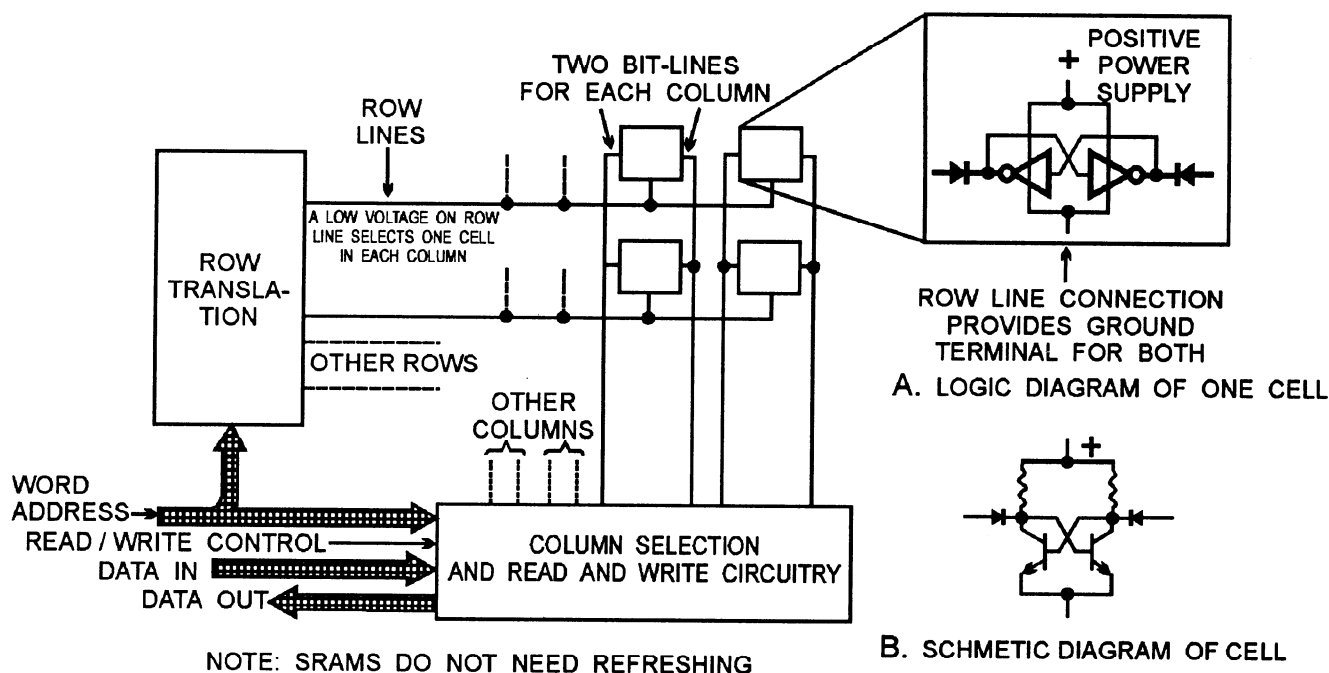 TWO BIT-LINES
FOR EACH COLUMN
ROW
LINES
+ POSITIVE
POWER
SUPPLY
A LOW VOLTAGE ON ROW
LINE SELECTS ONE CELL
IN EACH COLUMN
ROW
TRANSLA-
TION
OTHER ROWS
ROW LINE CONNECTION
PROVIDES GROUND
TERMINAL FOR BOTH
A. LOGIC DIAGRAM OF ONE CELL
OTHER
COLUMNS
+
WORD
ADDRESS
READ / WRITE CONTROL
DATA IN
DATA OUT
COLUMN SELECTION
AND READ AND WRITE CIRCUITRY
B. SCHMETIC DIAGRAM OF CELL
NOTE: SRAMS DO NOT NEED REFRESHING